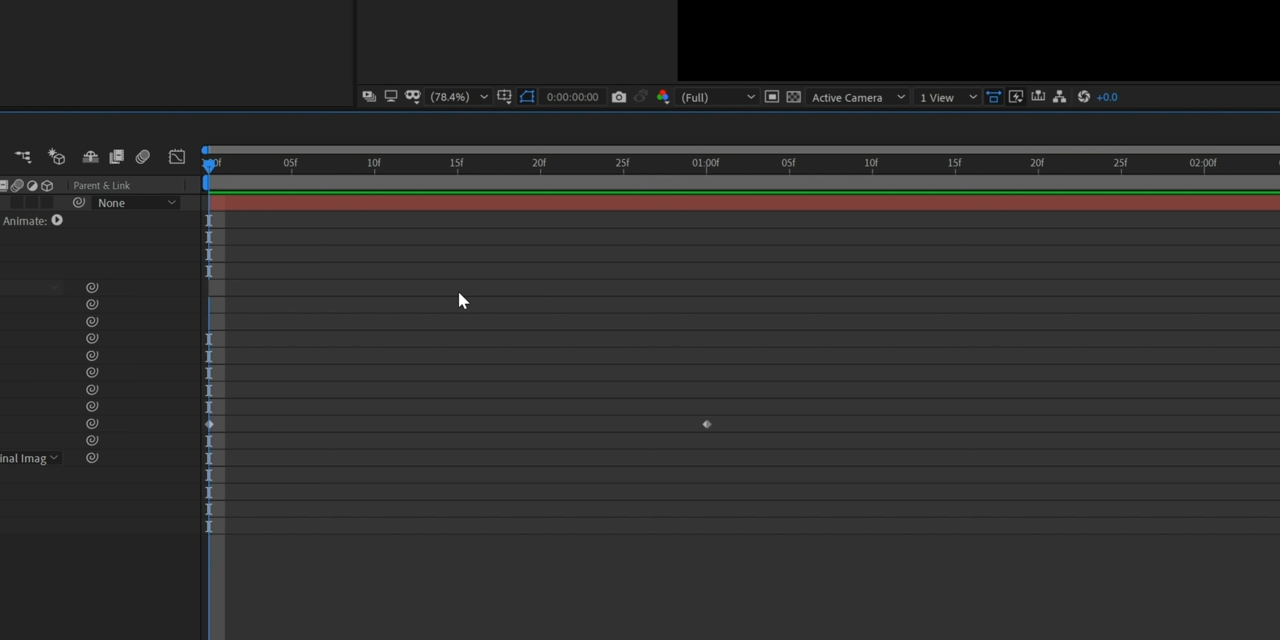 (78.4%) 0:00:00:00 (Full) Active Camera 1 View +0.0
:00f 05f 10f 15f 20f 25f 01:00f 05f 10f 15f 20f 25f 02:00f
Parent & Link
None
Animate:
inal Imag